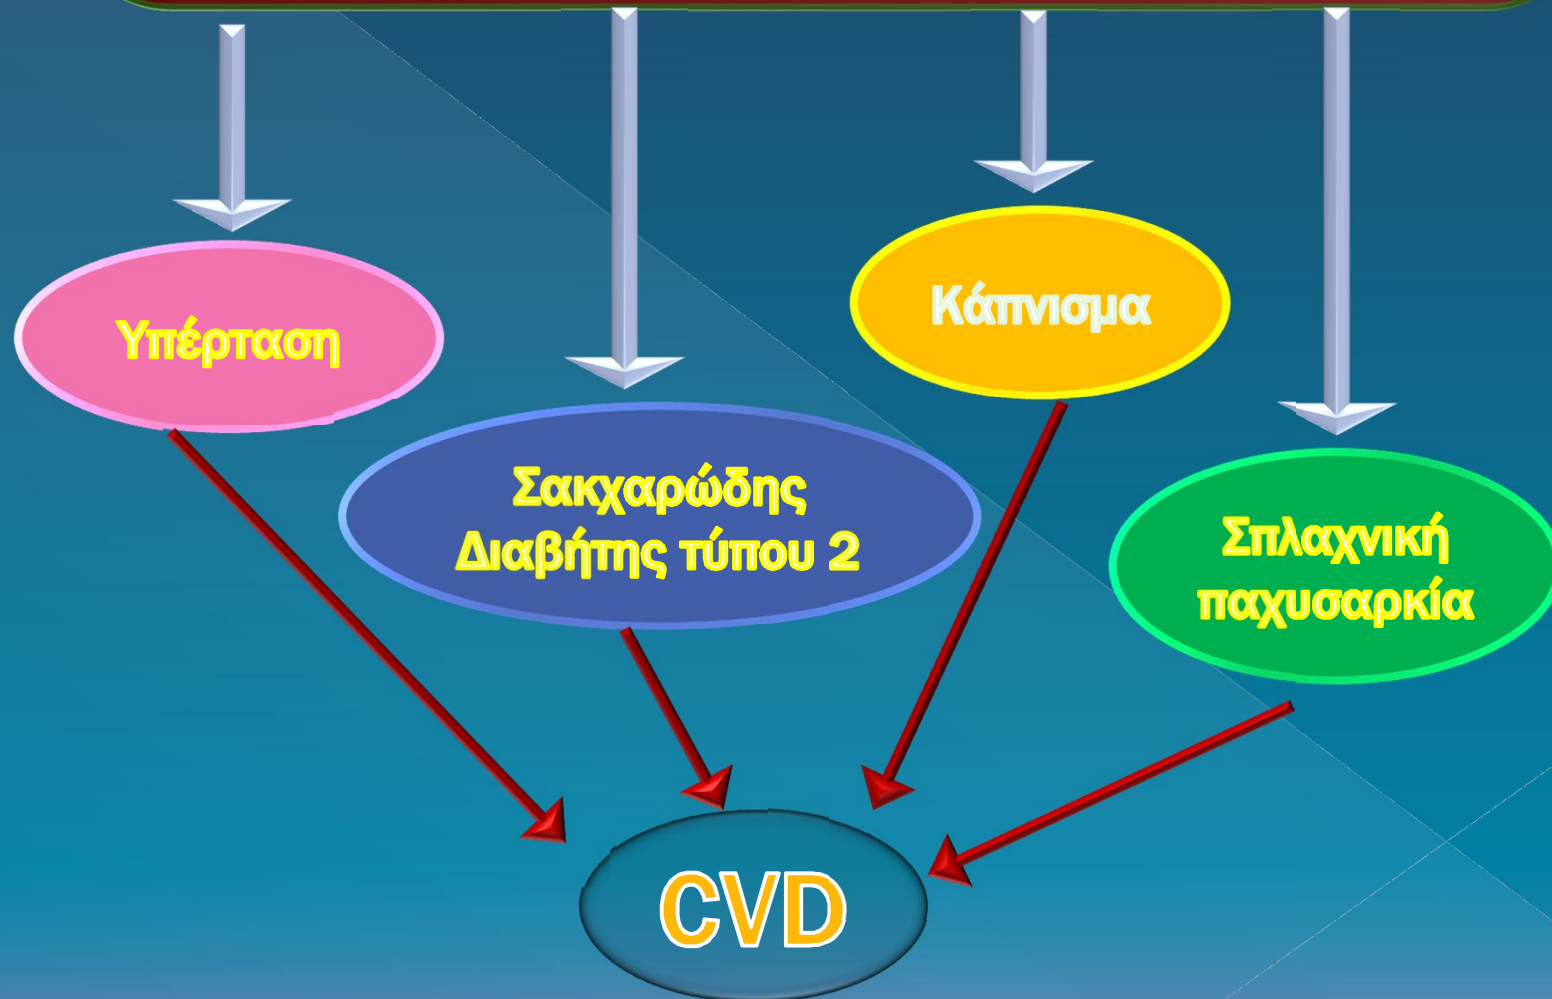 Υπέρταση
Κάπνισμα
Σακχαρώδης
Διαβήτης τύπου 2
Σπλαχνική
παχυσαρκία
CVD